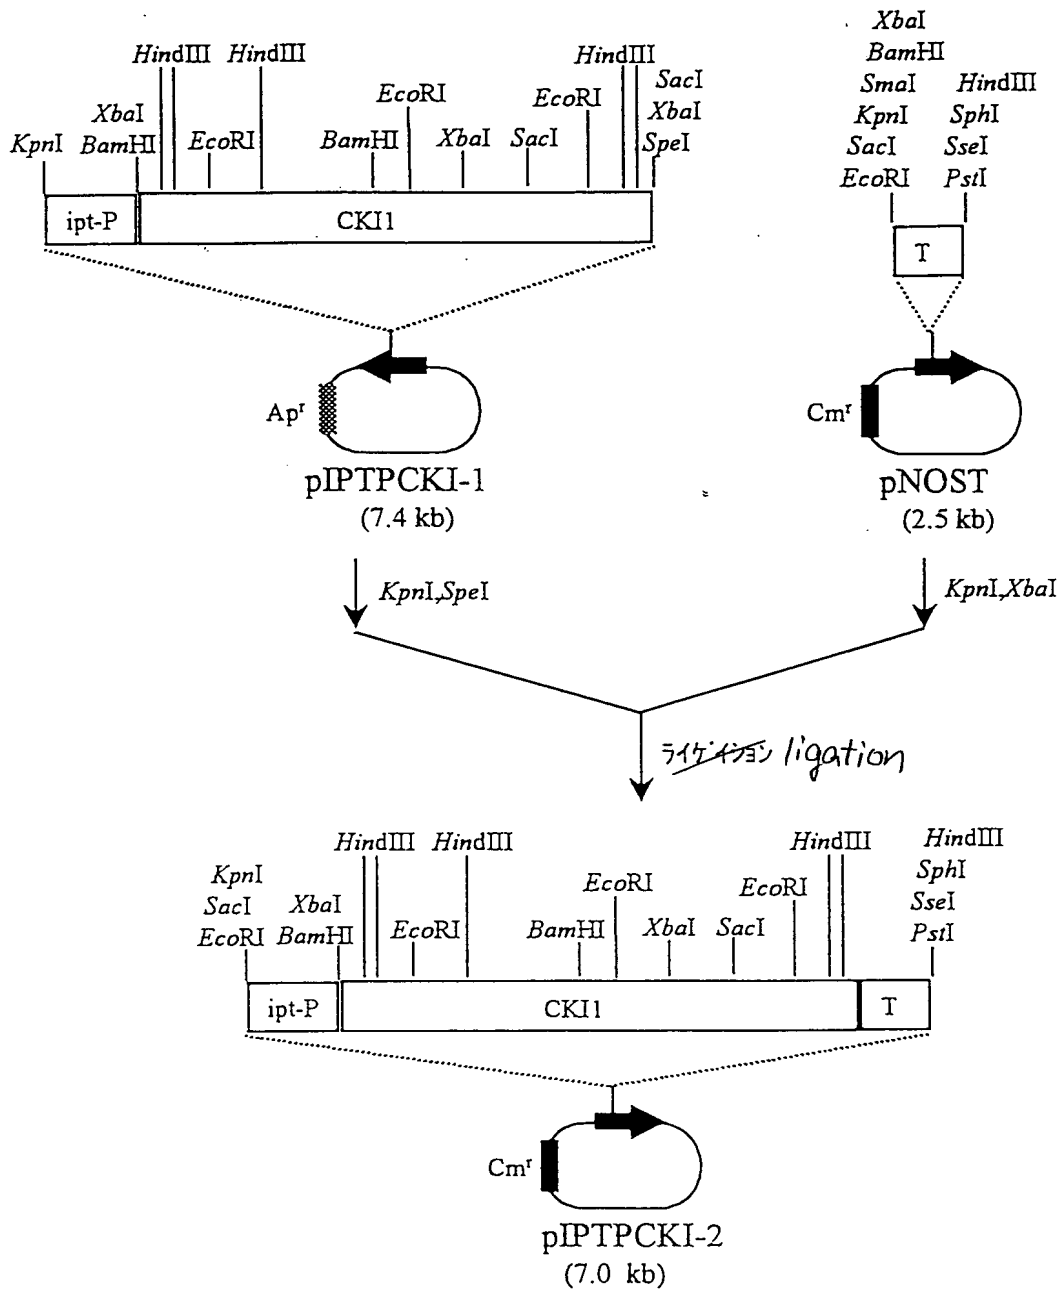 HindIII HindIII HindIII
SacI
XbaI
SpeI
EcoRI EcoRI
XbaI
BamHI
KpnI EcoRI BamHI XbaI SacI
ipt-P CKI1
XbaI
BamHI
SmaI
KpnI
SacI
EcoRI
HindIII
SphI
SseI
PstI
T
Apʳ
pIPTPCKI-1
(7.4 kb)
Cmʳ
pNOST
(2.5 kb)
KpnI,SpeI
KpnI,XbaI
ライゲイション ligation
HindIII HindIII HindIII
KpnI
SacI
EcoRI
XbaI
BamHI
EcoRI EcoRI
EcoRI BamHI XbaI SacI
HindIII
SphI
SseI
PstI
ipt-P CKI1 T
Cmʳ
pIPTPCKI-2
(7.0 kb)